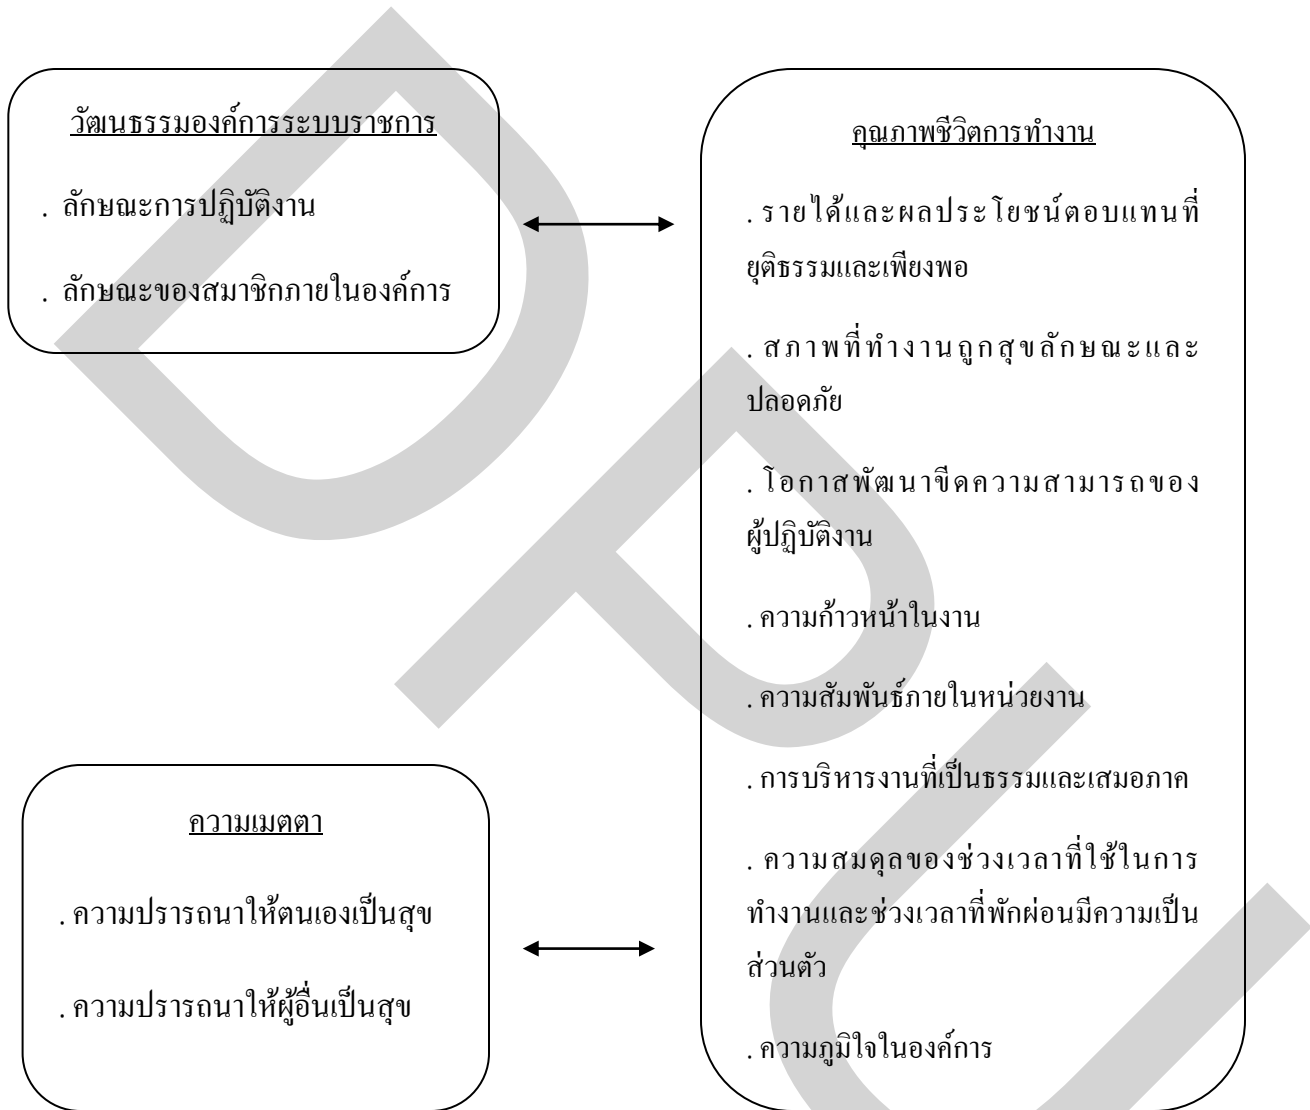 วัฒนธรรมองค์การระบบราชการ
. ลักษณะการปฏิบัติงาน
. ลักษณะของสมาชิกภายในองค์การ
คุณภาพชีวิตการทำงาน
. รายได้และผลประโยชน์ตอบแทนที่
ยุติธรรมและเพียงพอ
. สภาพที่ทำงานถูกสุขลักษณะและ
ปลอดภัย
. โอกาสพัฒนาขีดความสามารถของ
ผู้ปฏิบัติงาน
. ความก้าวหน้าในงาน
. ความสัมพันธ์ภายในหน่วยงาน
. การบริหารงานที่เป็นธรรมและเสมอภาค
. ความสมดุลของช่วงเวลาที่ใช้ในการ
ทำงานและช่วงเวลาที่พักผ่อนมีความเป็น
ส่วนตัว
. ความภูมิใจในองค์การ
ความเมตตา
. ความปรารถนาให้ตนเองเป็นสุข
. ความปรารถนาให้ผู้อื่นเป็นสุข
DPU